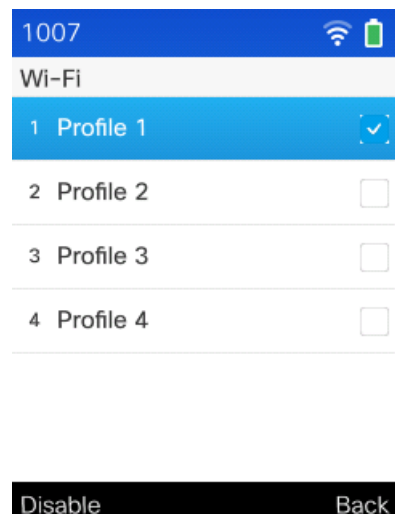 1007
Wi-Fi
1 Profile 1
2 Profile 2
3 Profile 3
4 Profile 4
Disable Back